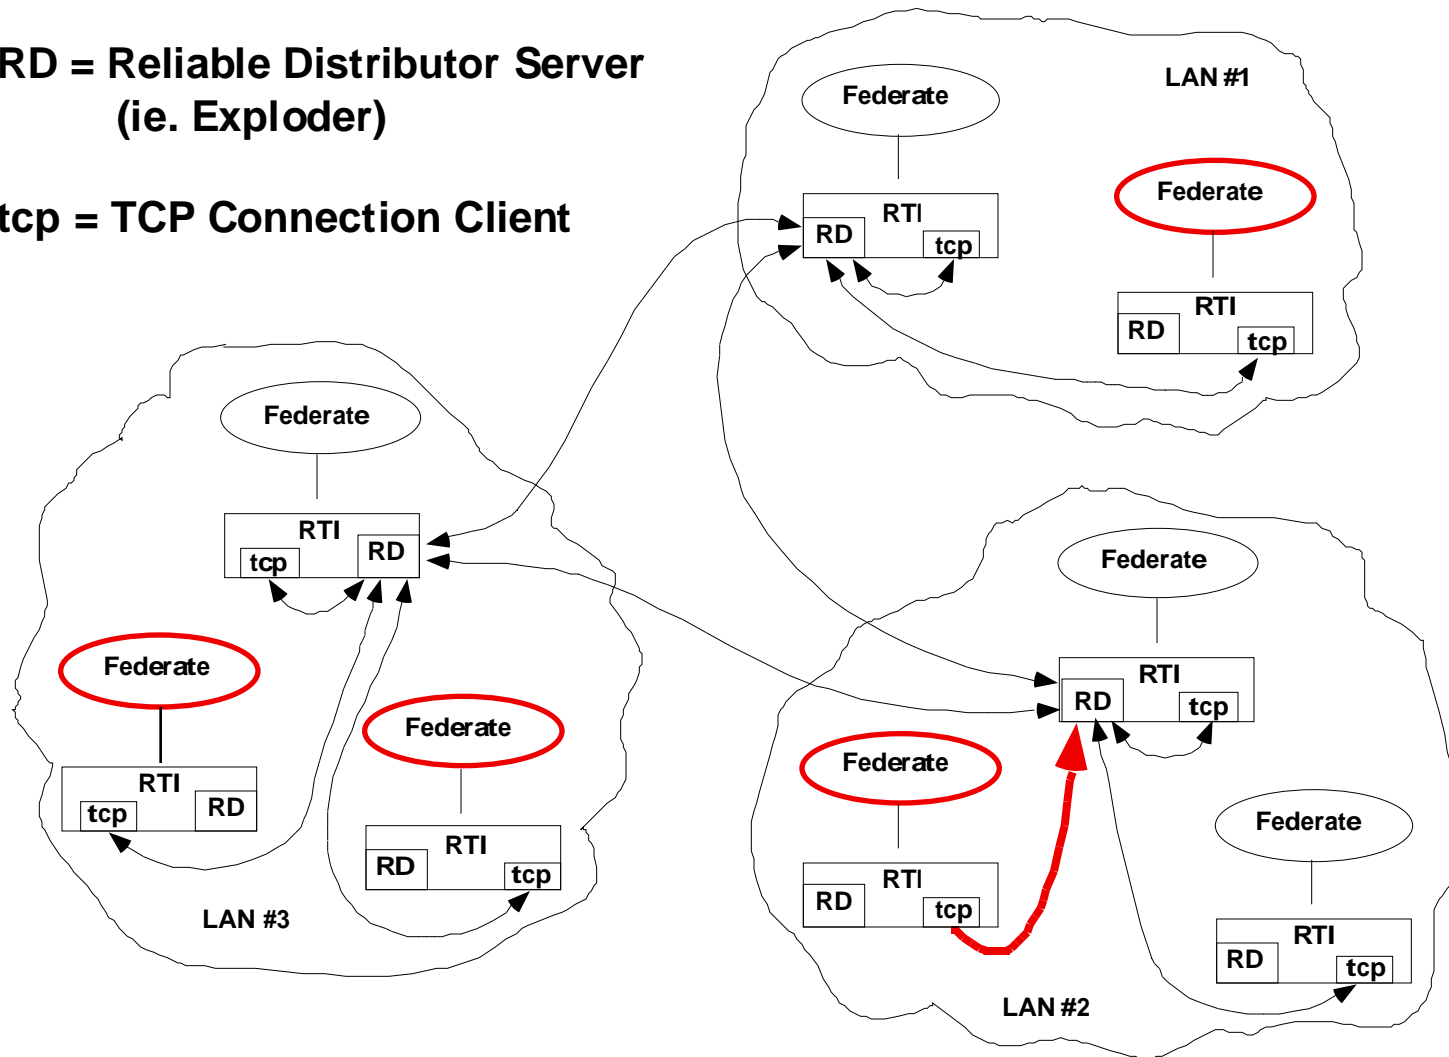 RD = Reliable Distributor Server
(ie. Exploder)
tcp = TCP Connection Client
LAN #1
Federate
RTI
RD
tcp
Federate
RTI
RD
tcp
Federate
RTI
tcp
RD
Federate
RTI
tcp
RD
Federate
RTI
RD
tcp
LAN #3
Federate
RTI
RD
tcp
Federate
RTI
RD
tcp
Federate
RTI
RD
tcp
LAN #2